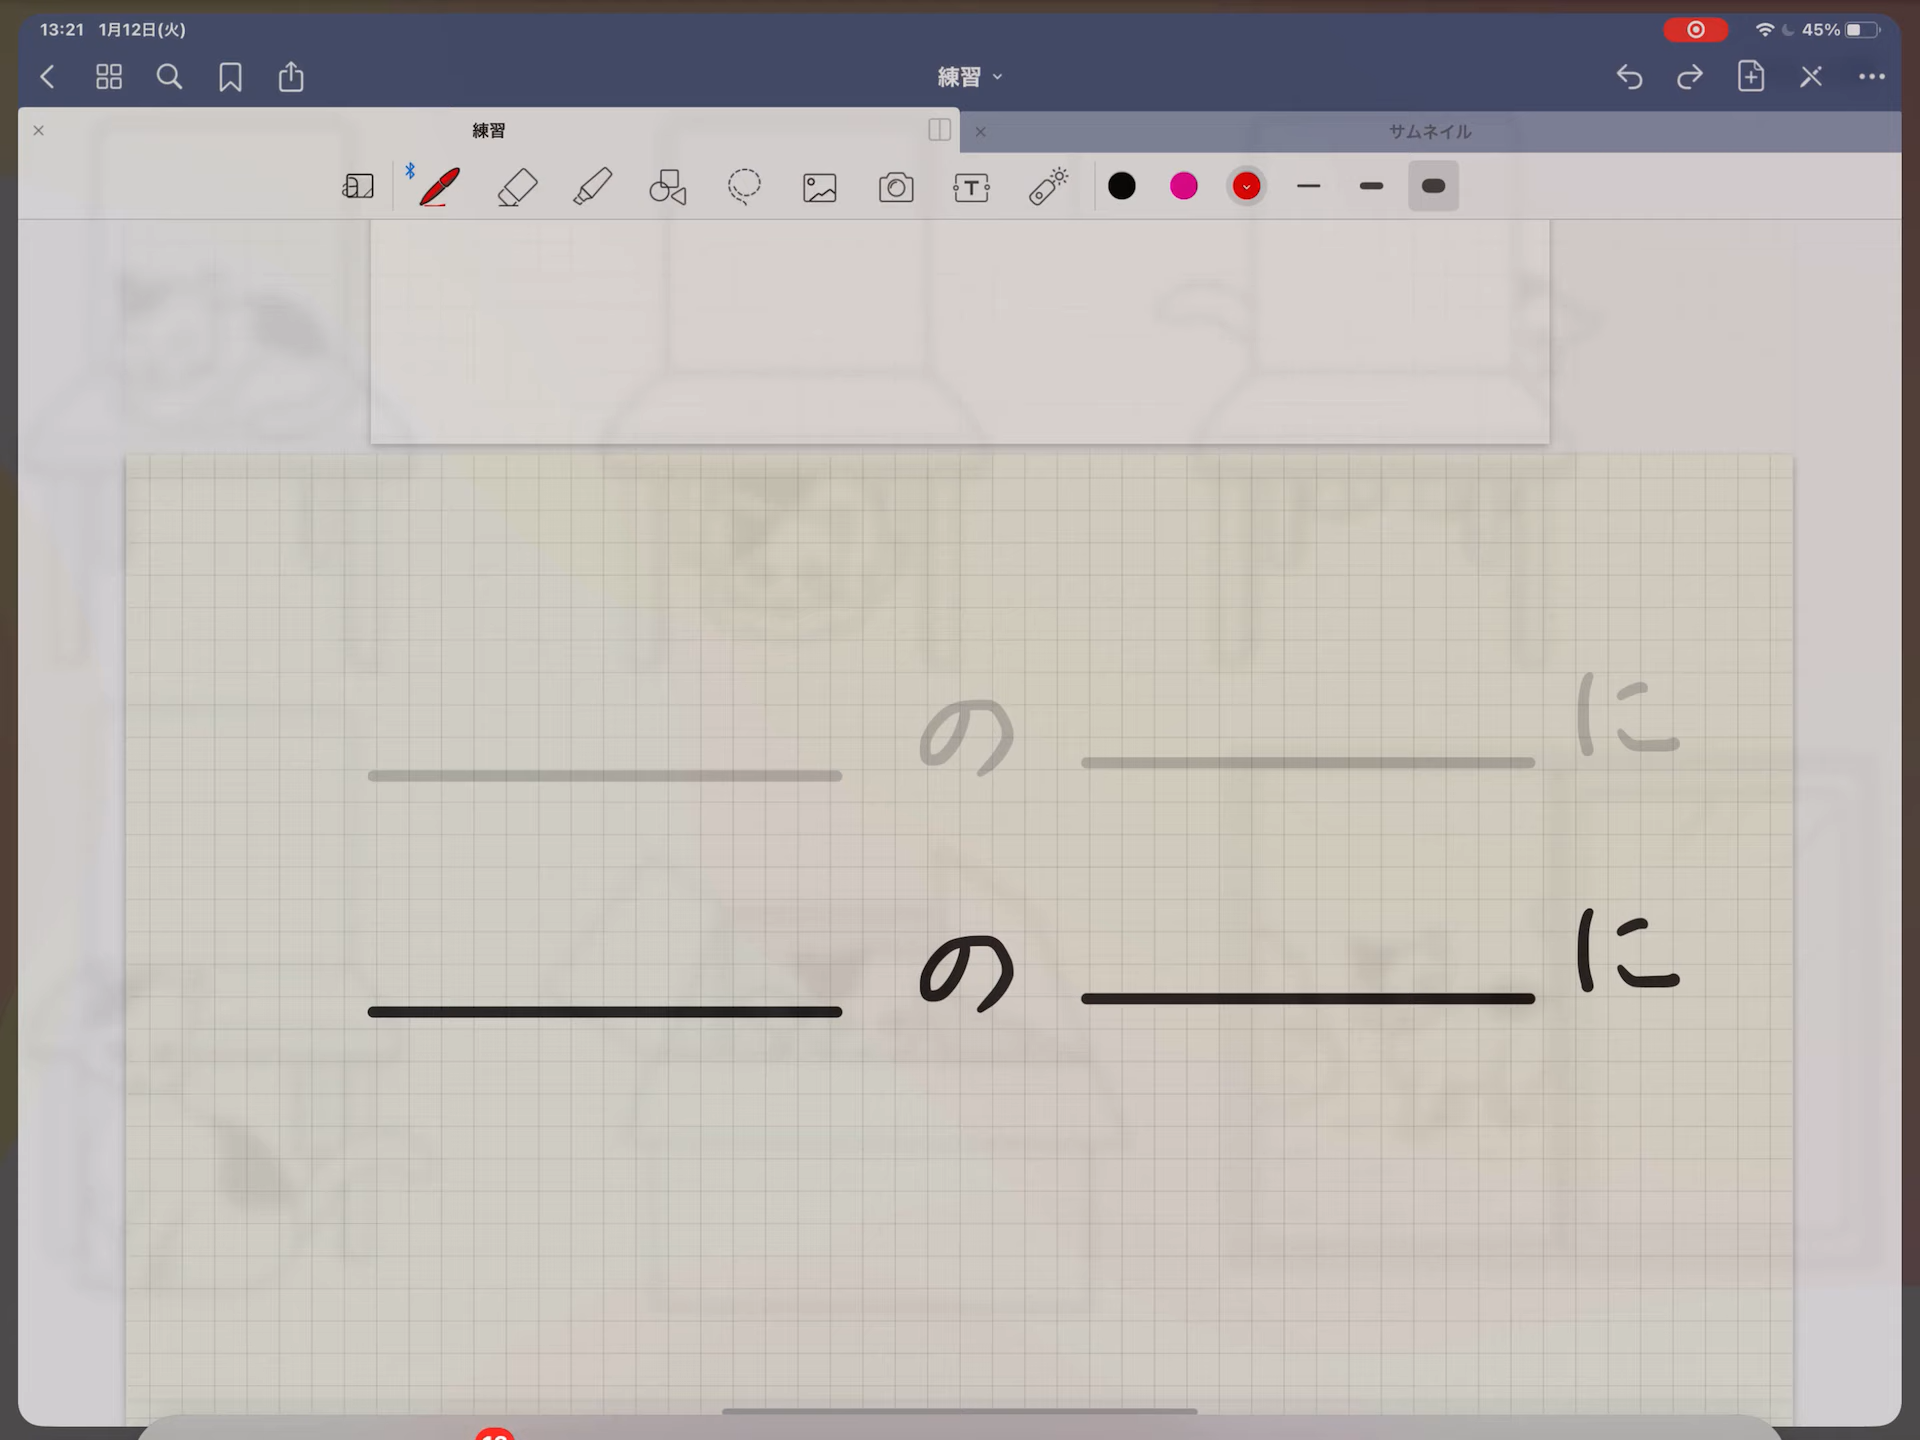 13:21 1月12日(火) 45%
練習
練習 サムネイル
の に
の に